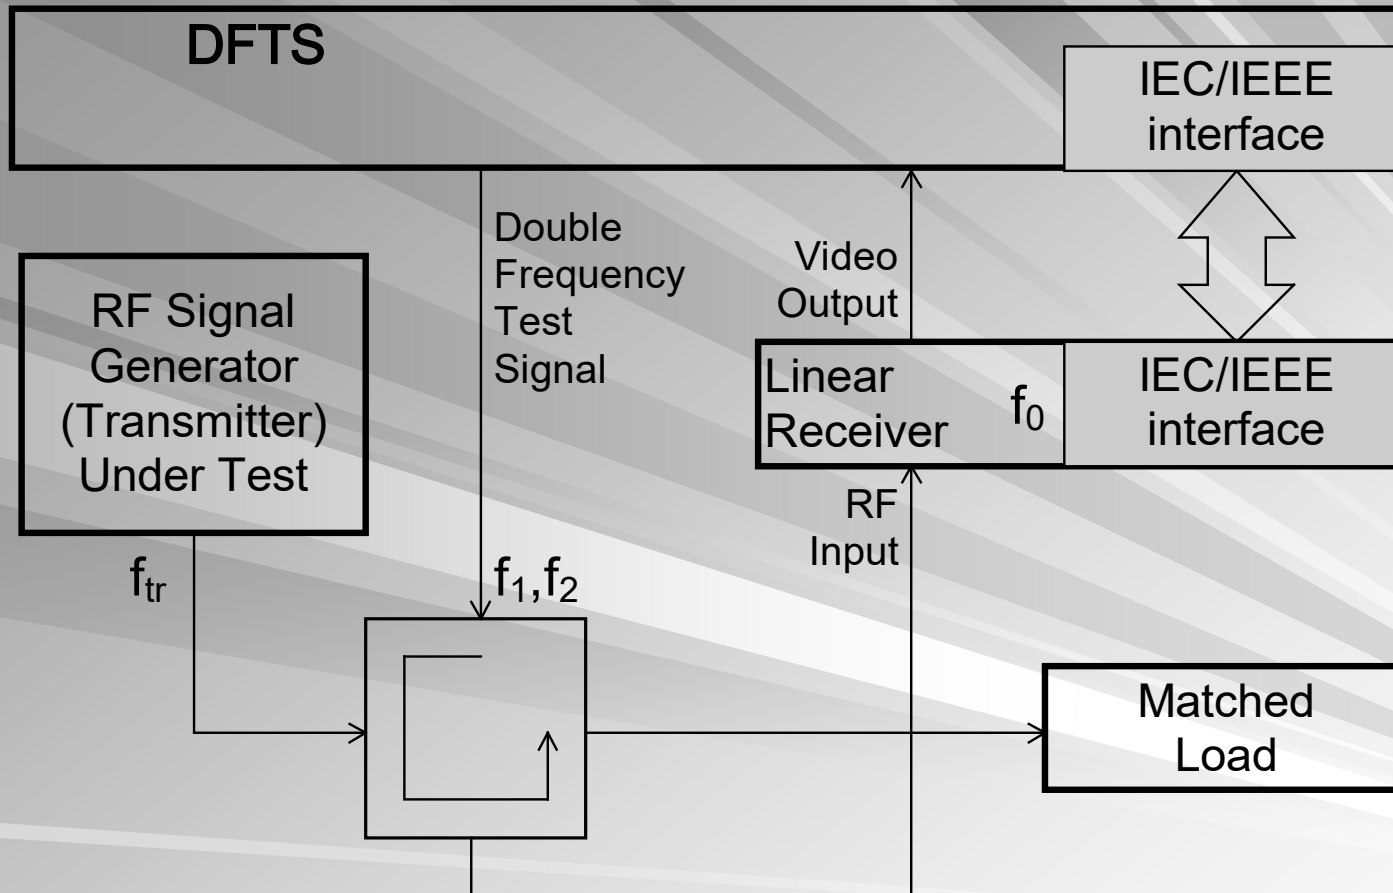 DFTS
IEC/IEEE
interface
Double
Frequency
Test
Signal
Video
Output
RF Signal
Generator
(Transmitter)
Under Test
Linear
Receiver
f₀
IEC/IEEE
interface
RF
Input
fₜᵣ
f₁,f₂
Matched
Load